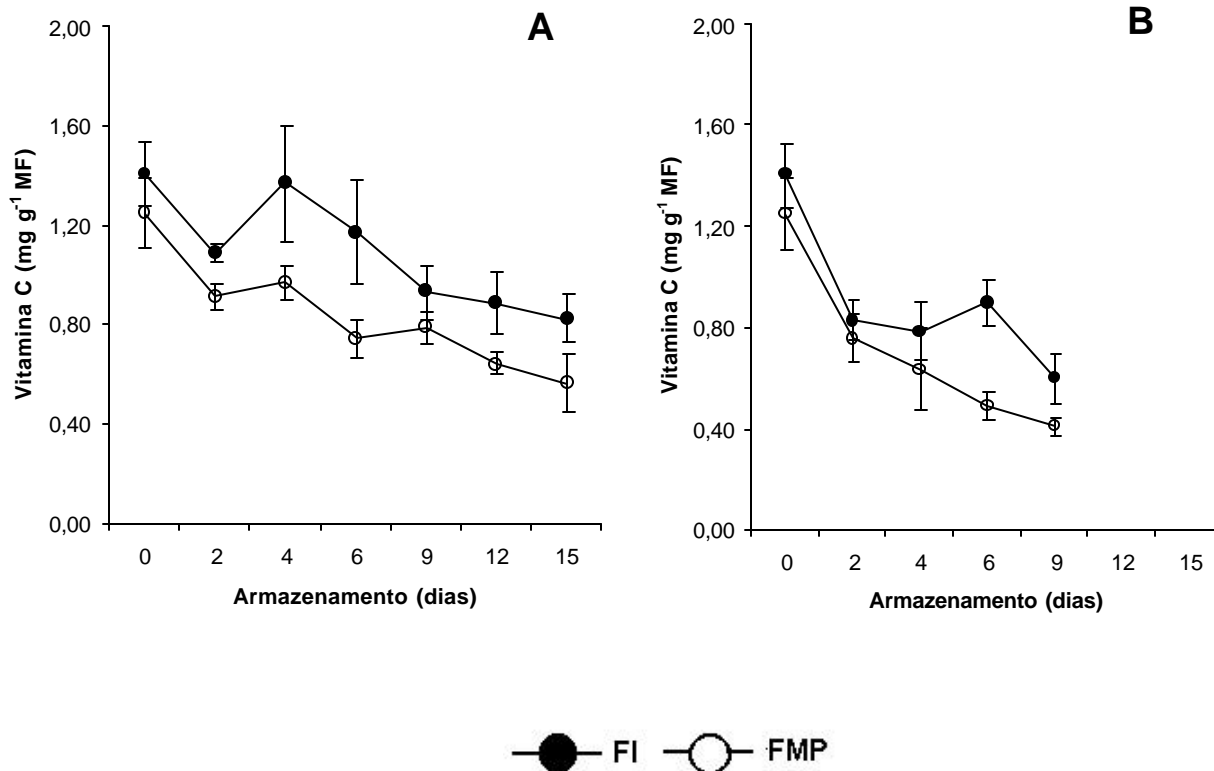 A
Vitamina C (mg g-1 MF)
2,00
1,60
1,20
0,80
0,40
0,00
0 2 4 6 9 12 15
Armazenamento (dias)
B
Vitamina C (mg g-1 MF)
2,00
1,60
1,20
0,80
0,40
0,00
0 2 4 6 9 12 15
Armazenamento (dias)
FI FMP